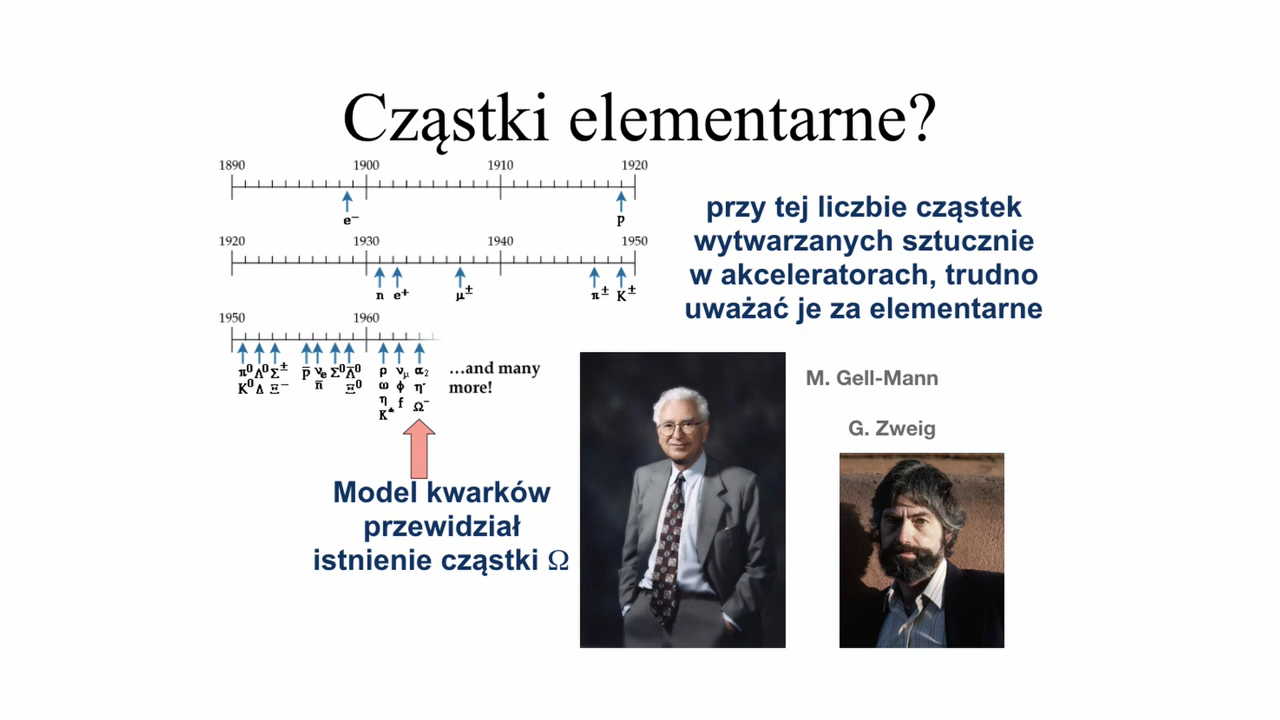 Cząstki elementarne?
1890 1900 1910 1920
e⁻ p
1920 1930 1940 1950
n e⁺ μ± π± K±
1950 1960
π⁰ Λ⁰ Σ± p̅ νe Σ⁰ Λ̅⁰ ρ νμ α₂
K⁰ Δ Ξ⁻ n̅ Ξ⁰ ω ϕ η'
η f Ω⁻
K*
…and many
more!
przy tej liczbie cząstek
wytwarzanych sztucznie
w akceleratorach, trudno
uważać je za elementarne
M. Gell-Mann
G. Zweig
Model kwarków
przewidział
istnienie cząstki Ω